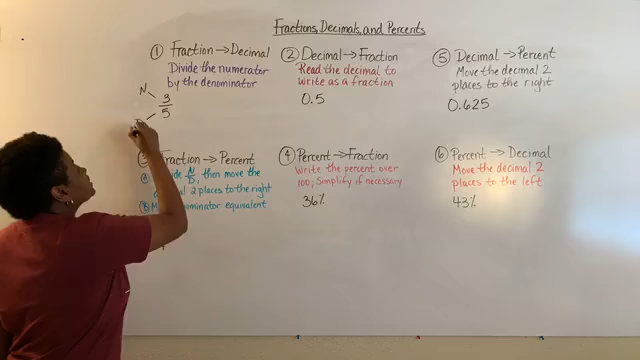 Fractions, Decimals, and Percents
① Fraction → Decimal
Divide the numerator
by the denominator
N
3
5
② Decimal → Fraction
Read the decimal to
write as a fraction
0.5
⑤ Decimal → Percent
Move the decimal 2
places to the right
0.625
③ Fraction → Percent
N/D, then move the
2 places to the right
denominator equivalent
④ Percent → Fraction
Write the percent over
100; Simplify if necessary
36%
⑥ Percent → Decimal
Move the decimal 2
places to the left
43%